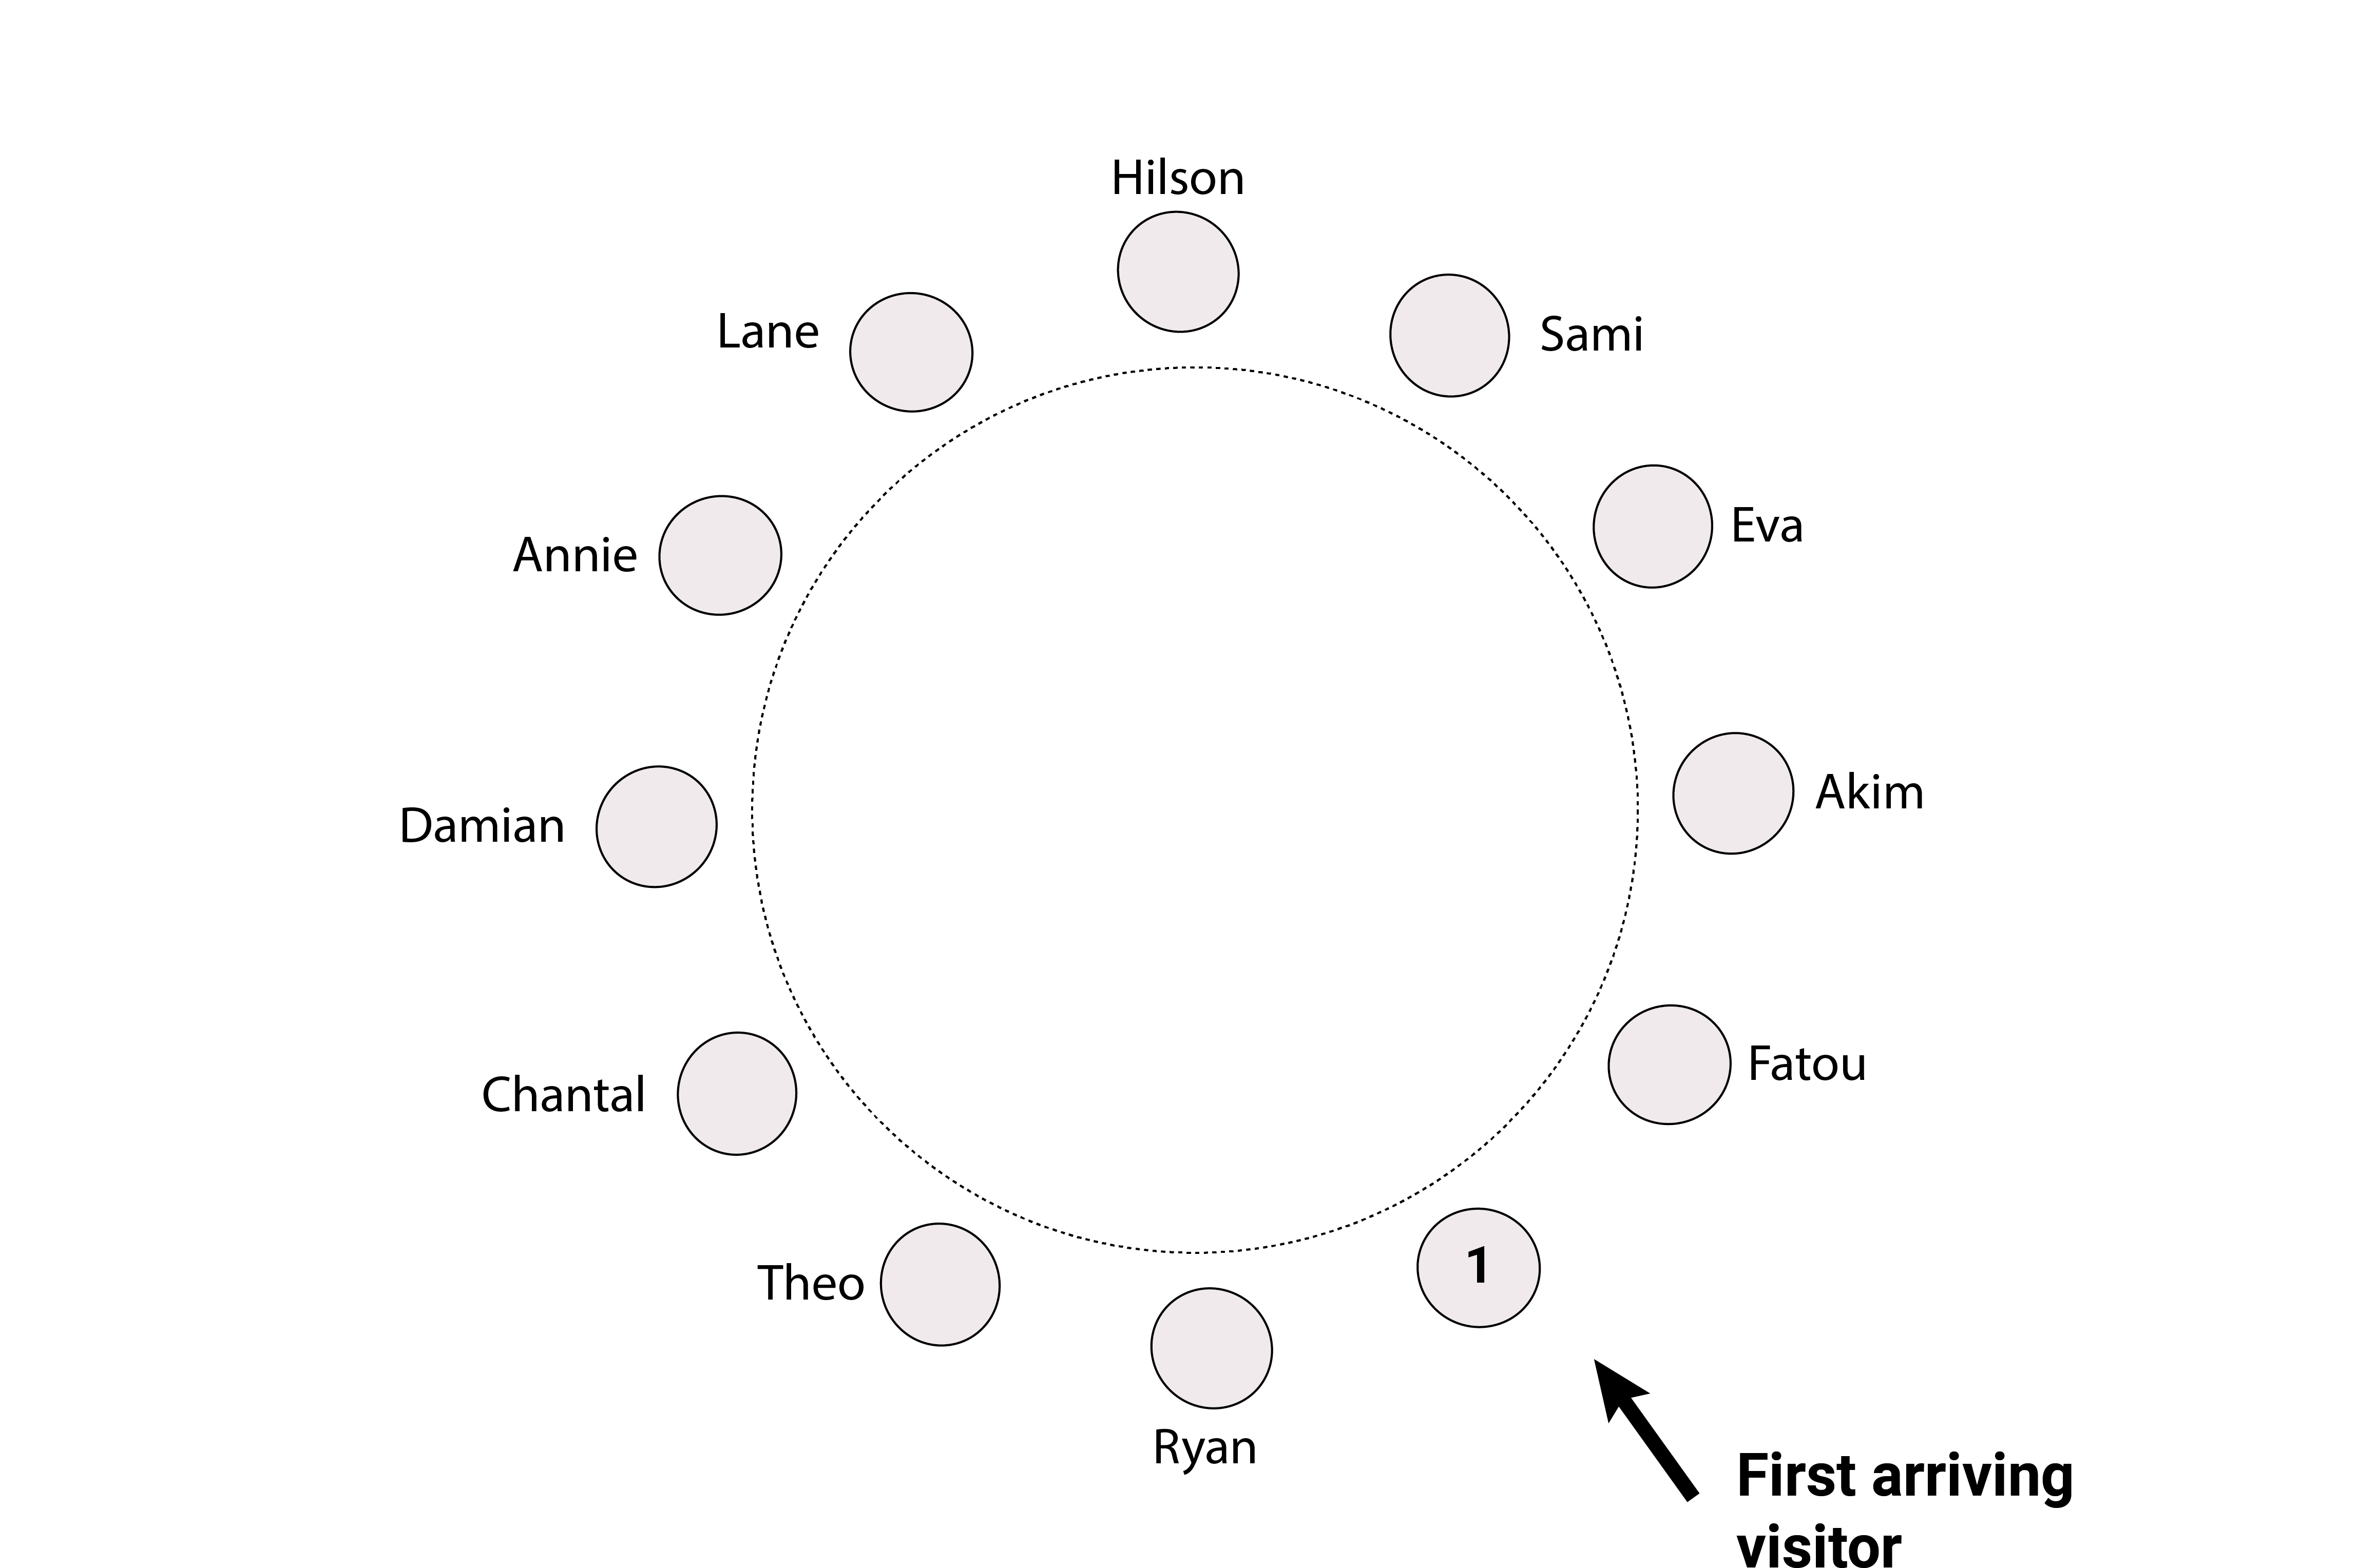 Hilson
Lane
Sami
Eva
Annie
Akim
Damian
Fatou
Chantal
1
Theo
Ryan
First arriving
visitor